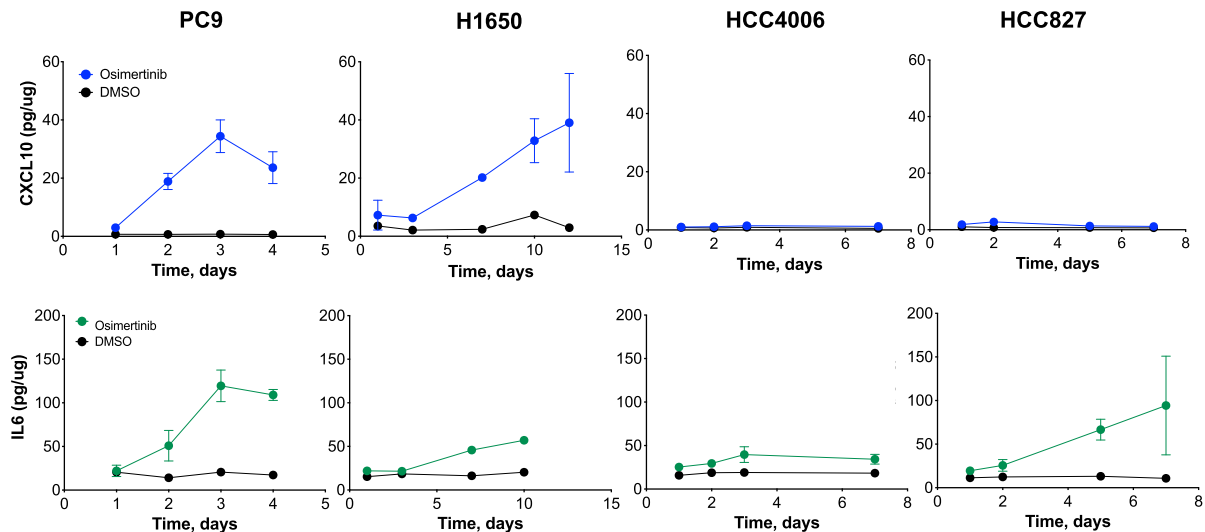 PC9 H1650 HCC4006 HCC827
CXCL10 (pg/ug)
60 40 20 0
Osimertinib
DMSO
0 1 2 3 4 5
Time, days
60 40 20 0
0 5 10 15
Time, days
60 40 20 0
0 2 4 6 8
Time, days
60 40 20 0
0 2 4 6 8
Time, days
IL6 (pg/ug)
200 150 100 50 0
Osimertinib
DMSO
0 1 2 3 4 5
Time, days
200 150 100 50 0
0 5 10 15
Time, days
200 150 100 50 0
0 2 4 6 8
Time, days
200 150 100 50 0
0 2 4 6 8
Time, days